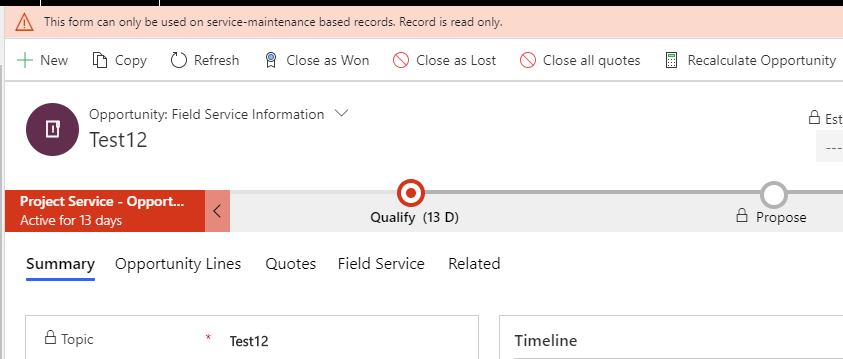 This form can only be used on service-maintenance based records. Record is read only.
New Copy Refresh Close as Won Close as Lost Close all quotes Recalculate Opportunity
Opportunity: Field Service Information
Test12
Est
---
Project Service - Opport...
Active for 13 days
Qualify (13 D)
Propose
Summary Opportunity Lines Quotes Field Service Related
Topic * Test12
Timeline